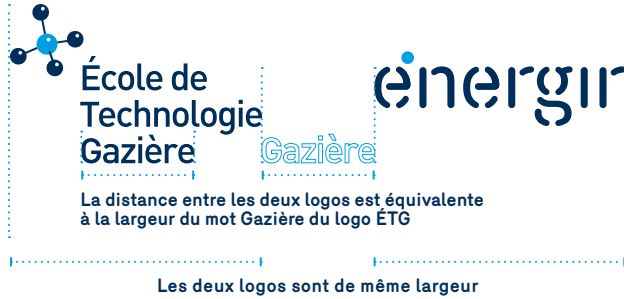 École de
Technologie
Gazière
Gazière
énergir
La distance entre les deux logos est équivalente
à la largeur du mot Gazière du logo ÉTG
Les deux logos sont de même largeur